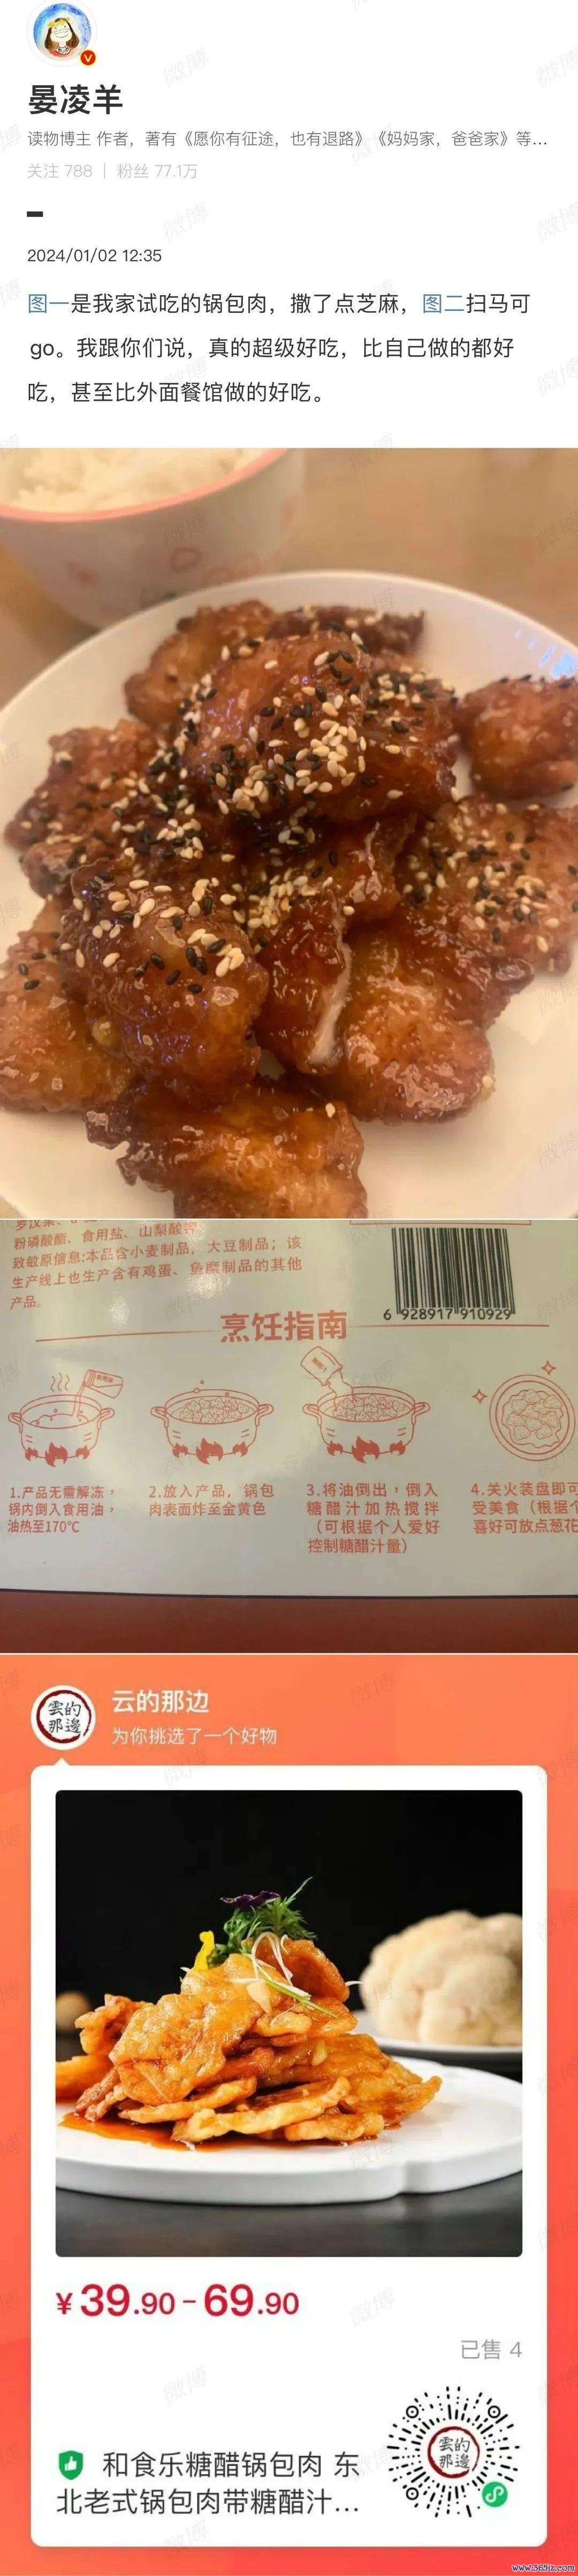 晏凌羊
读物博主 作者，著有《愿你有征途，也有退路》《妈妈家，爸爸家》等...
关注 788 | 粉丝 77.1万
2024/01/02 12:35
图一是我家试吃的锅包肉，撒了点芝麻，图二扫马可
go。我跟你们说，真的超级好吃，比自己做的都好
吃，甚至比外面餐馆做的好吃。
粉磷酸酯、食用盐、山梨酸钾
致敏原信息:本品含小麦制品，大豆制品；该
生产线上也生产含有鸡蛋、鱼糜制品的其他
产品。
6 928917 910929
烹饪指南
1.产品无需解冻，
锅内倒入食用油，
油热至170℃
2.放入产品，锅包
肉表面炸至金黄色
3.将油倒出，倒入
糖醋汁加热搅拌
（可根据个人爱好
控制糖醋汁量）
4.关火装盘即可
受美食（根据个
喜好可放点葱花
雲的
那邊
云的那边
为你挑选了一个好物
¥39.90-69.90
已售 4
和食乐糖醋锅包肉 东
北老式锅包肉带糖醋汁...
雲的
那邊
微博
www.365jz.com